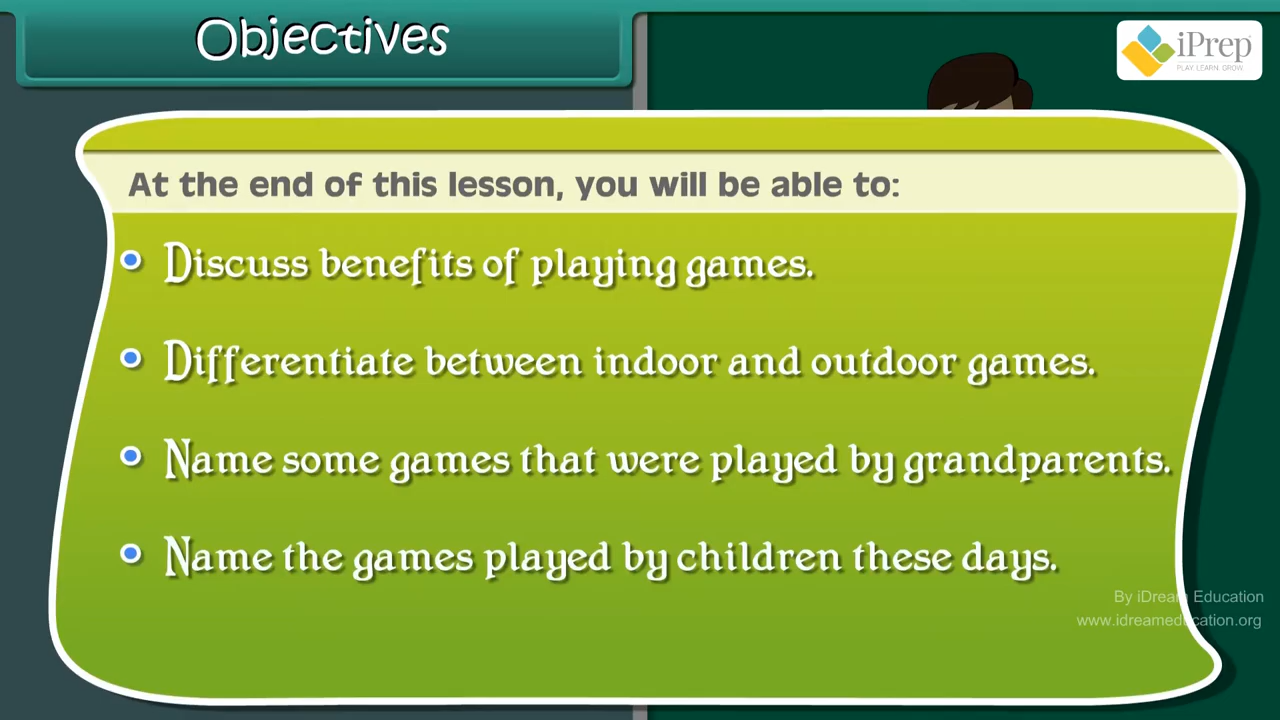 Objectives
iPrep
PLAY. LEARN. GROW.
At the end of this lesson, you will be able to:
Discuss benefits of playing games.
Differentiate between indoor and outdoor games.
Name some games that were played by grandparents.
Name the games played by children these days.
By iDream Education
www.idreameducation.org